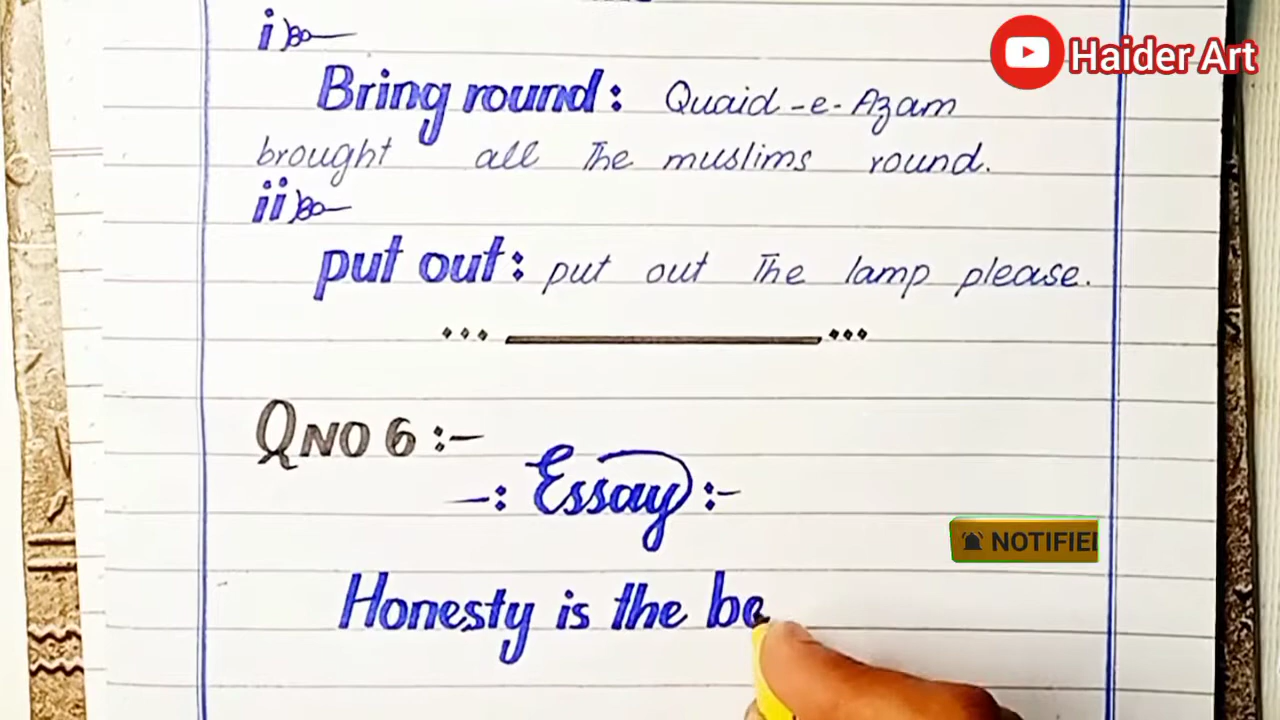 Haider Art
i)
Bring round: Quaid-e-Azam
brought all The muslims round.
ii)
put out: put out The lamp please.
QNO 6:-
-: Essay :-
NOTIFIE
Honesty is the be